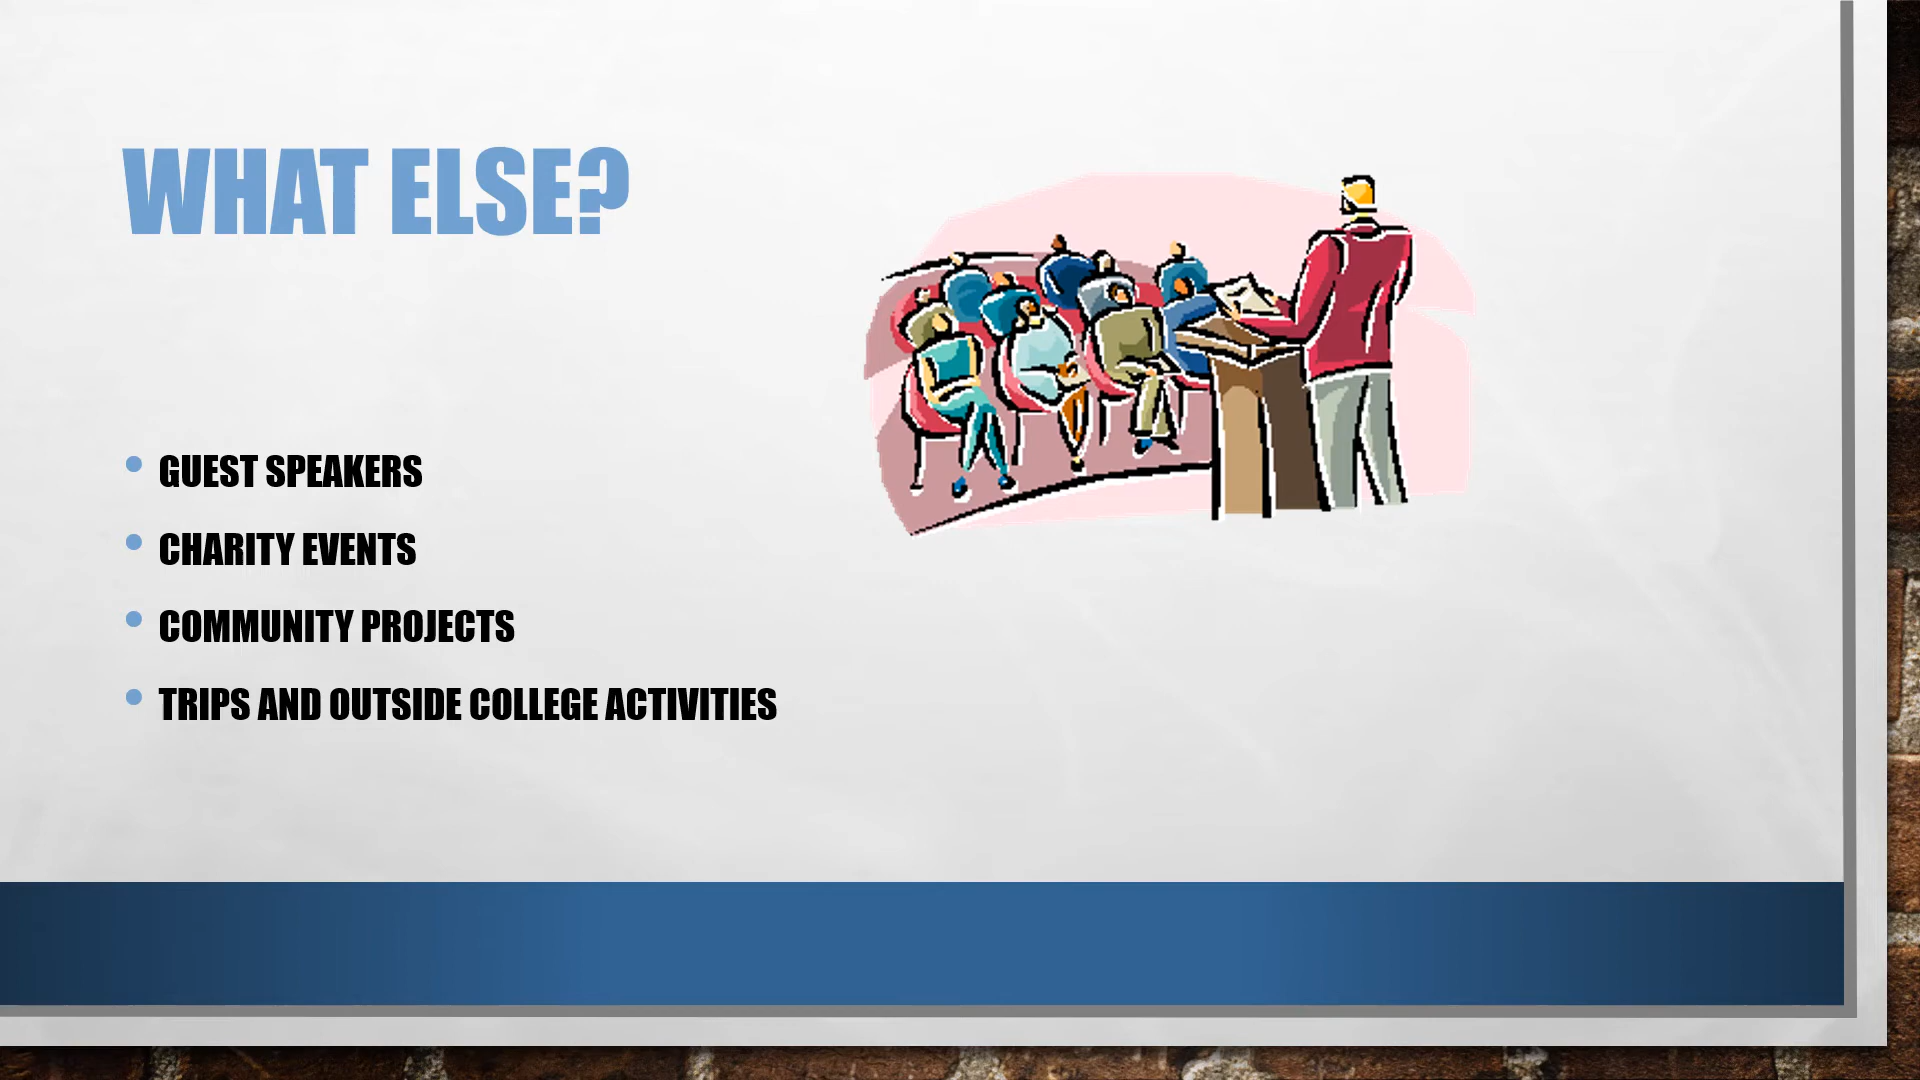 WHAT ELSE?
• GUEST SPEAKERS
• CHARITY EVENTS
• COMMUNITY PROJECTS
• TRIPS AND OUTSIDE COLLEGE ACTIVITIES